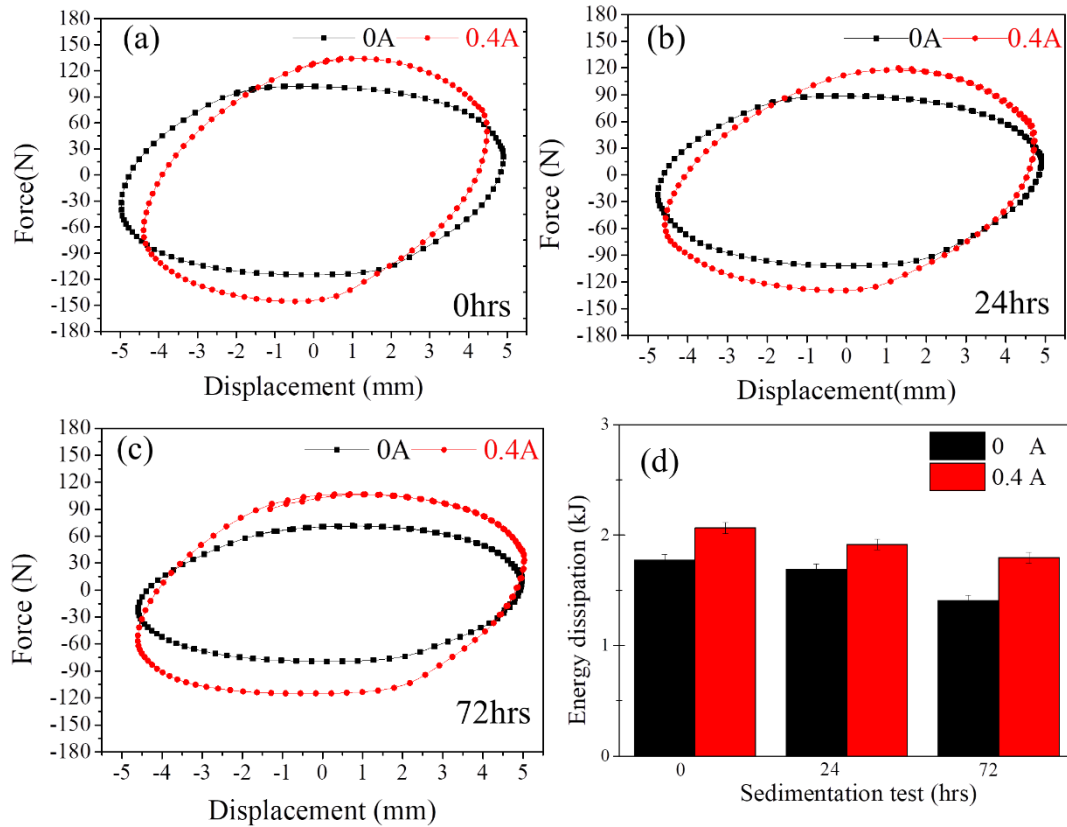 (a)
0A
0.4A
180
150
120
90
60
30
0
-30
-60
-90
-120
-150
-180
Force(N)
0hrs
-5 -4 -3 -2 -1 0 1 2 3 4 5
Displacement (mm)
(b)
0A
0.4A
180
150
120
90
60
30
0
-30
-60
-90
-120
-150
-180
Force (N)
24hrs
-5 -4 -3 -2 -1 0 1 2 3 4 5
Displacement(mm)
(c)
0A
0.4A
180
150
120
90
60
30
0
-30
-60
-90
-120
-150
-180
Force (N)
72hrs
-5 -4 -3 -2 -1 0 1 2 3 4 5
Displacement (mm)
(d)
0 A
0.4 A
3
2
1
0
Energy dissipation (kJ)
0 24 72
Sedimentation test (hrs)